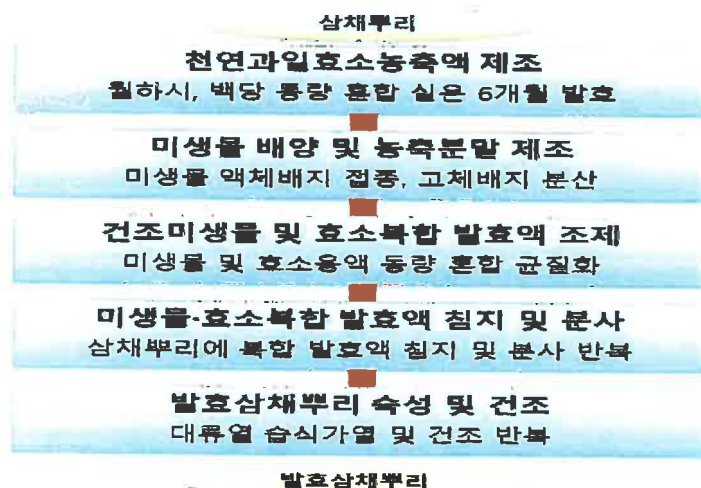 삼채뿌리
천연과일효소농축액 제조
월하시, 백당 동량 혼합 실온 6개월 발효
미생물 배양 및 농축분말 제조
미생물 액체배지 접종, 고체배지 분산
건조미생물 및 효소복합 발효액 조제
미생물 및 효소용액 동량 혼합 균질화
미생물·효소복합 발효액 침지 및 분사
삼채뿌리에 복합 발효액 침지 및 분사 반복
발효삼채뿌리 숙성 및 건조
대류열 습식가열 및 건조 반복
발효삼채뿌리